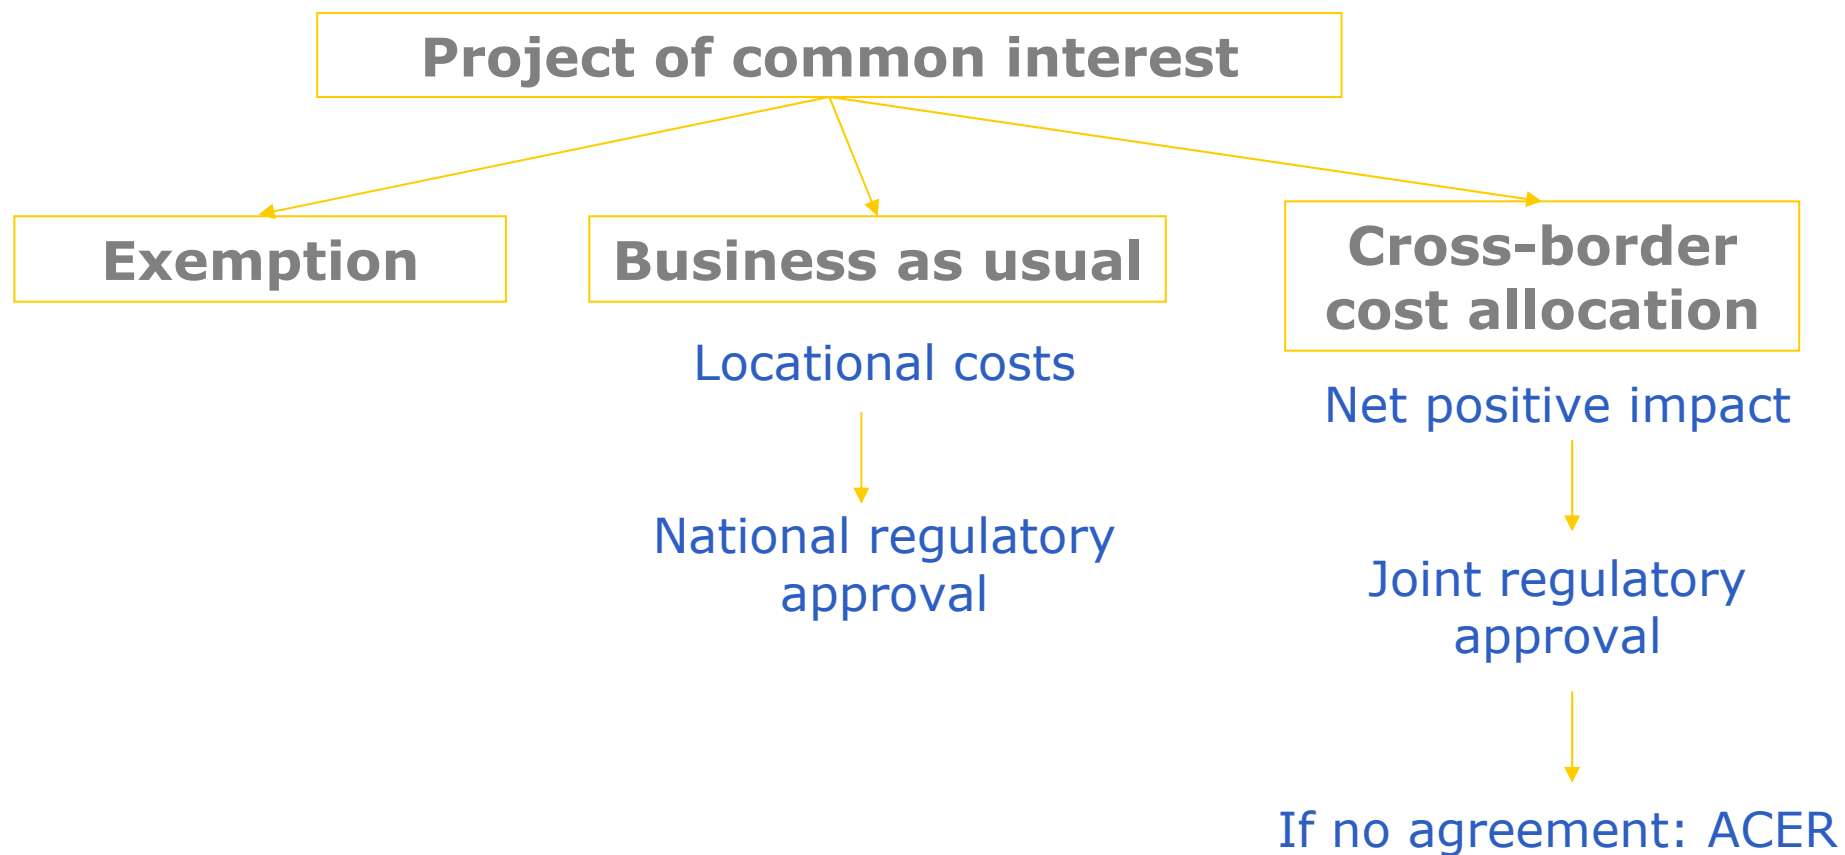 Project of common interest
Exemption
Business as usual
Cross-border
cost allocation
Locational costs
Net positive impact
National regulatory
approval
Joint regulatory
approval
If no agreement: ACER